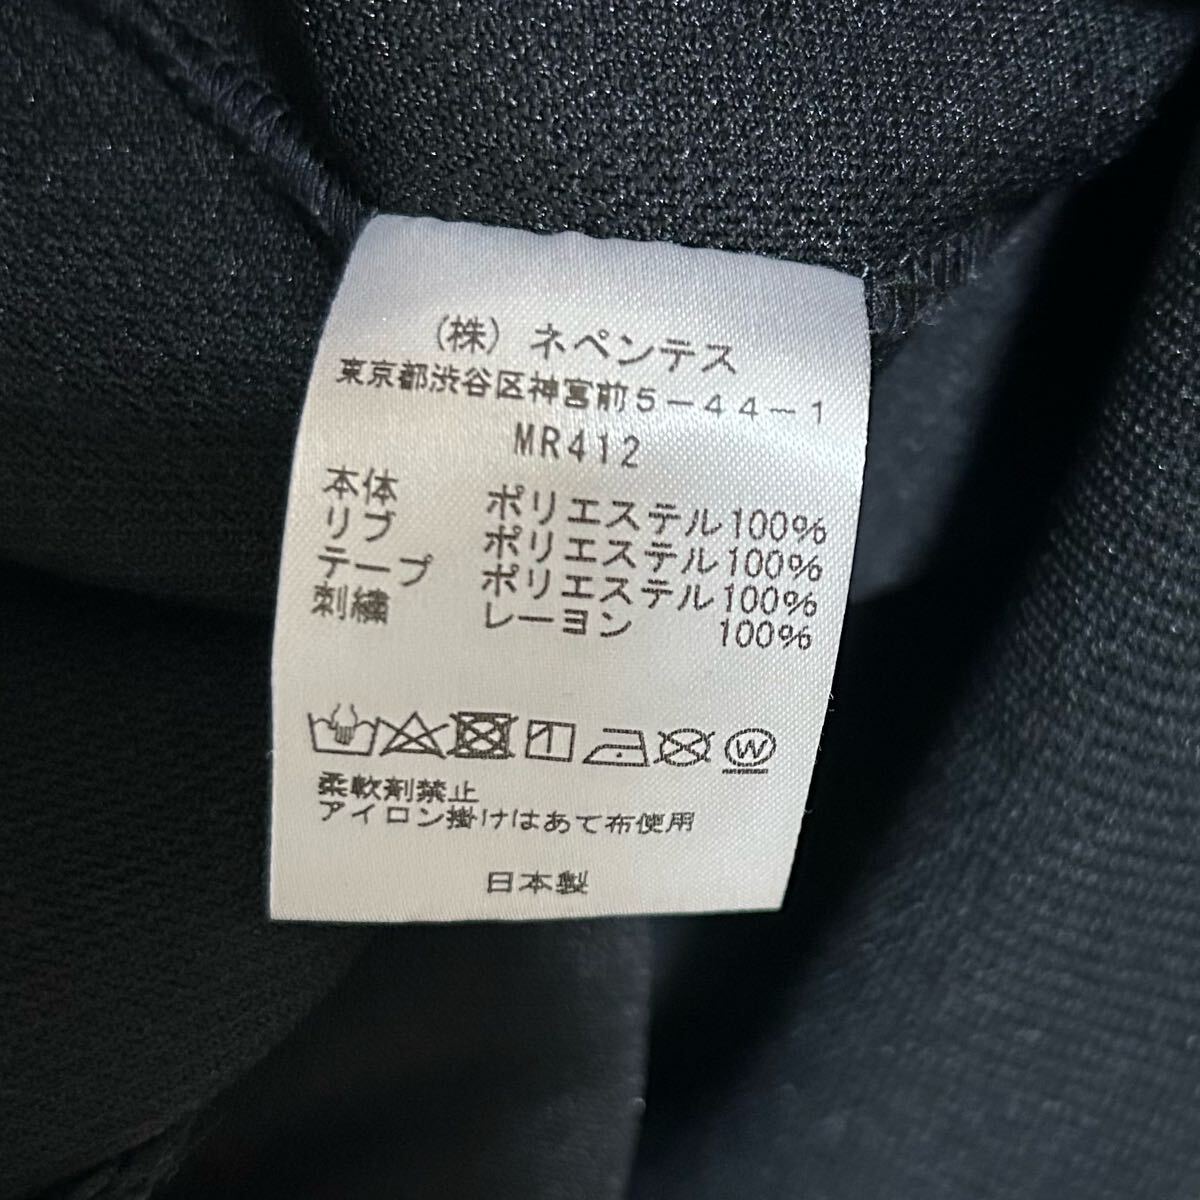 (株) ネペンテス
東京都渋谷区神宮前5-44-1
MR412
本体 ポリエステル100%
リブ ポリエステル100%
テープ ポリエステル100%
刺繍 レーヨン 100%
W
柔軟剤禁止
アイロン掛けはあて布使用
日本製